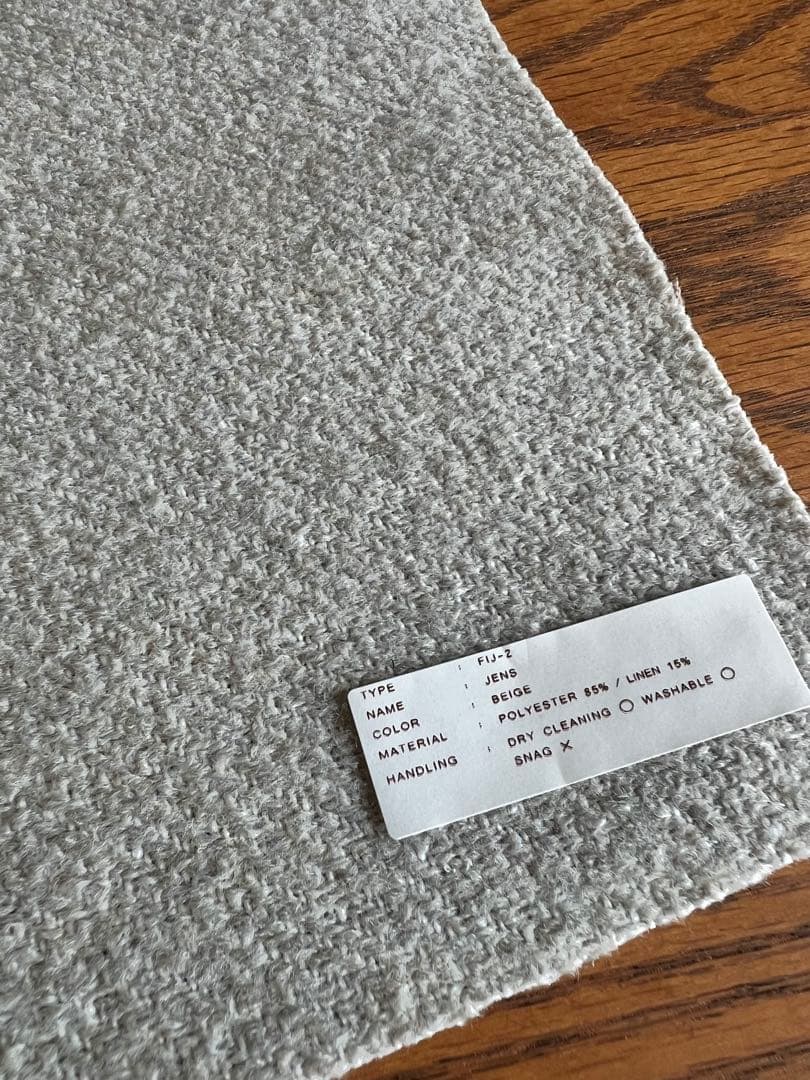 TYPE : FIJ-2
NAME : JENS
COLOR : BEIGE
MATERIAL : POLYESTER 85% / LINEN 15%
HANDLING : DRY CLEANING ○ WASHABLE ○
SNAG ×